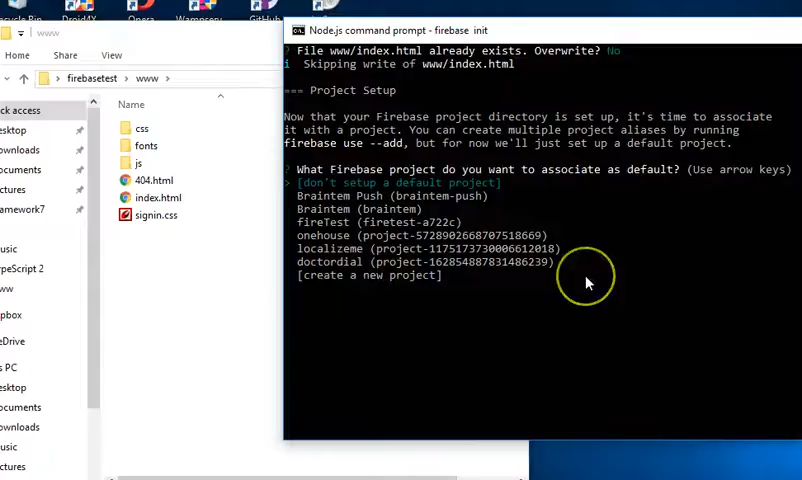 Recycle Bin
Droid4X
Opera
Wampserv...
GitHub
www
Node.js command prompt - firebase  init
Home
Share
View
firebasetest
www
ck access
esktop
ownloads
ocuments
ictures
amework7
usic
peScript 2
ww
opbox
eDrive
s PC
esktop
ocuments
ownloads
usic
ictures
Name
css
fonts
js
404.html
index.html
signin.css
? File www/index.html already exists. Overwrite? No
i  Skipping write of www/index.html
=== Project Setup
Now that your Firebase project directory is set up, it's time to associate
it with a project. You can create multiple project aliases by running
firebase use --add, but for now we'll just set up a default project.
? What Firebase project do you want to associate as default? (Use arrow keys)
> [don't setup a default project]
Braintem Push (braintem-push)
Braintem (braintem)
fireTest (firetest-a722c)
onehouse (project-5728902668707518669)
localizeme (project-1175173730006612018)
doctordial (project-162854887831486239)
[create a new project]